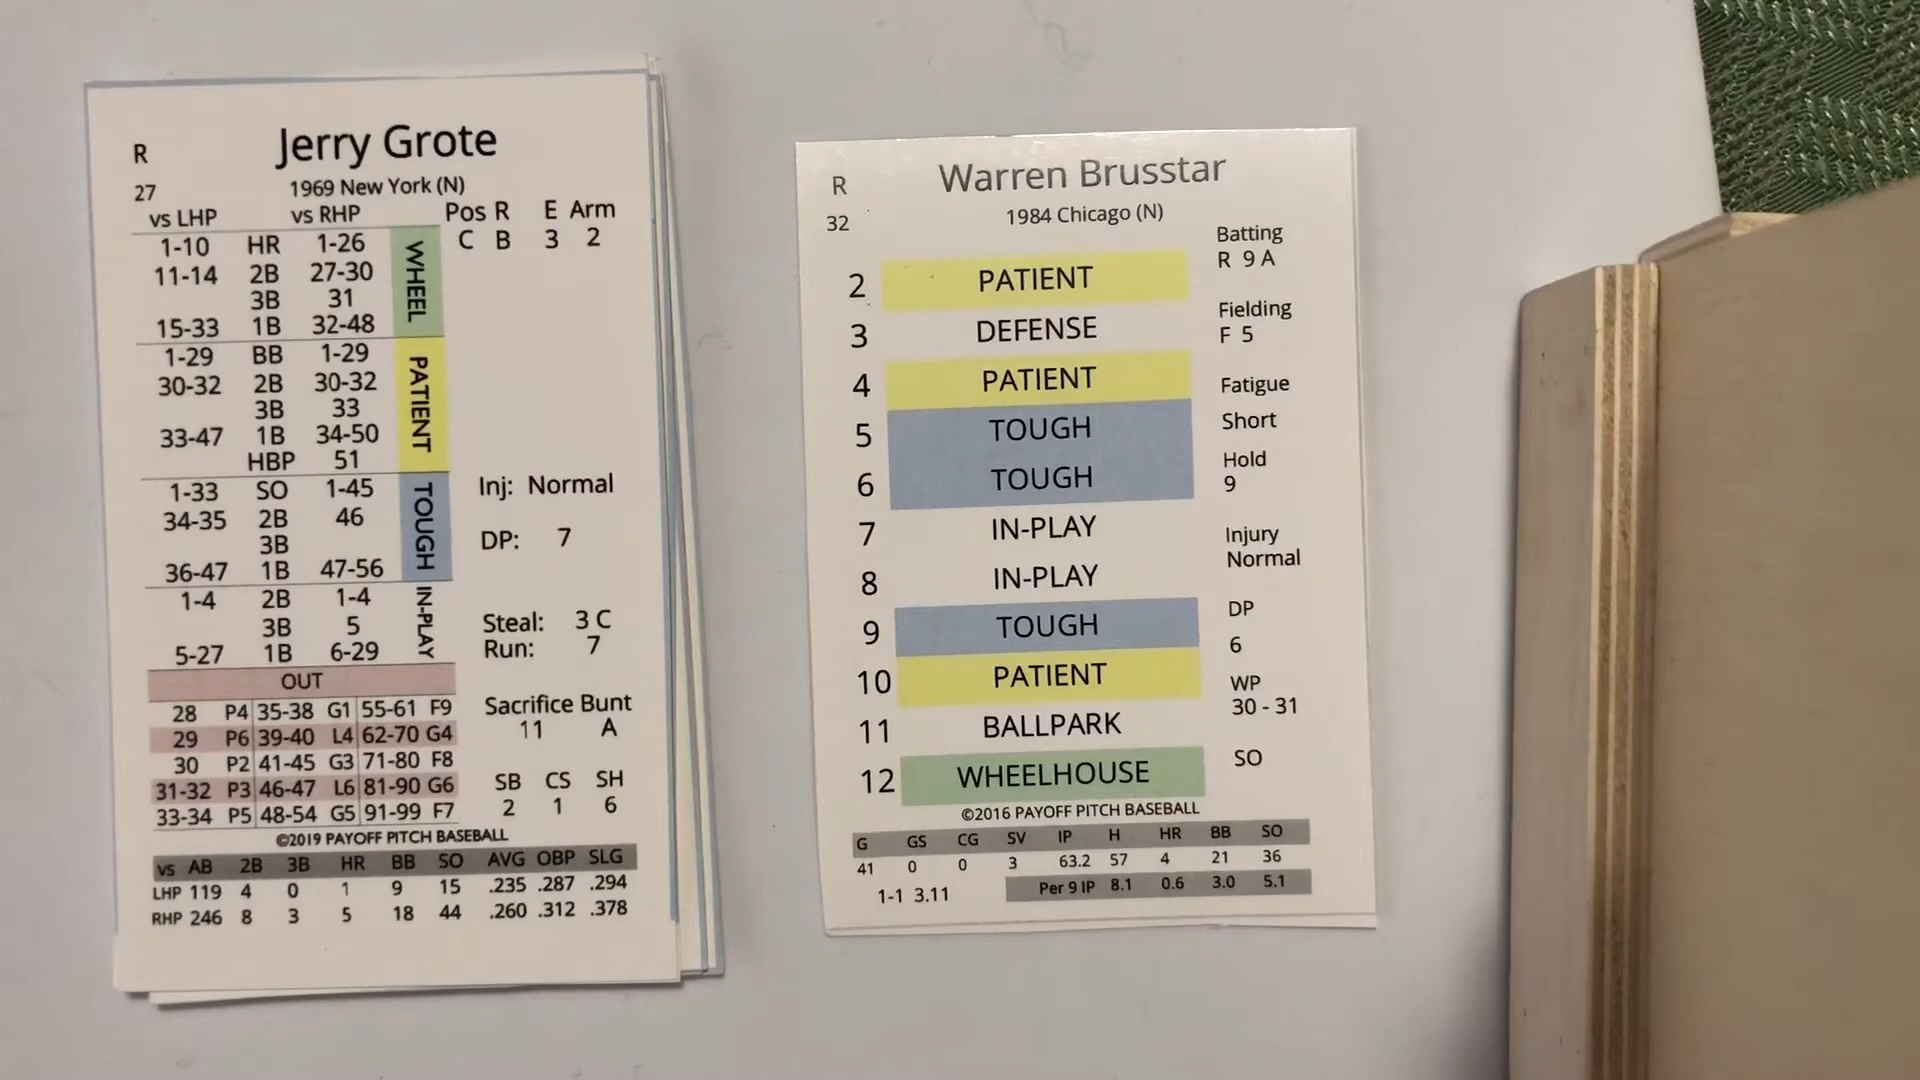 R Jerry Grote
27 1969 New York (N)
vs LHP vs RHP Pos R E Arm
1-10 HR 1-26 C B 3 2
11-14 2B 27-30
3B 31
15-33 1B 32-48
WHEEL
1-29 BB 1-29
30-32 2B 30-32
3B 33
33-47 1B 34-50
HBP 51
PATIENT
1-33 SO 1-45
34-35 2B 46
3B
36-47 1B 47-56
TOUGH
1-4 2B 1-4
3B 5
5-27 1B 6-29
IN-PLAY
Inj: Normal
DP: 7
Steal: 3 C
Run: 7
Sacrifice Bunt
11 A
SB CS SH
2 1 6
OUT
28 P4 35-38 G1 55-61 F9
29 P6 39-40 L4 62-70 G4
30 P2 41-45 G3 71-80 F8
31-32 P3 46-47 L6 81-90 G6
33-34 P5 48-54 G5 91-99 F7
©2019 PAYOFF PITCH BASEBALL
vs AB 2B 3B HR BB SO AVG OBP SLG
LHP 119 4 0 1 9 15 .235 .287 .294
RHP 246 8 3 5 18 44 .260 .312 .378
R Warren Brusstar
32 1984 Chicago (N)
2 PATIENT
3 DEFENSE
4 PATIENT
5 TOUGH
6 TOUGH
7 IN-PLAY
8 IN-PLAY
9 TOUGH
10 PATIENT
11 BALLPARK
12 WHEELHOUSE
Batting
R 9 A
Fielding
F 5
Fatigue
Short
Hold
9
Injury
Normal
DP
6
WP
30 - 31
SO
©2016 PAYOFF PITCH BASEBALL
G GS CG SV IP H HR BB SO
41 0 0 3 63.2 57 4 21 36
1-1 3.11 Per 9 IP 8.1 0.6 3.0 5.1